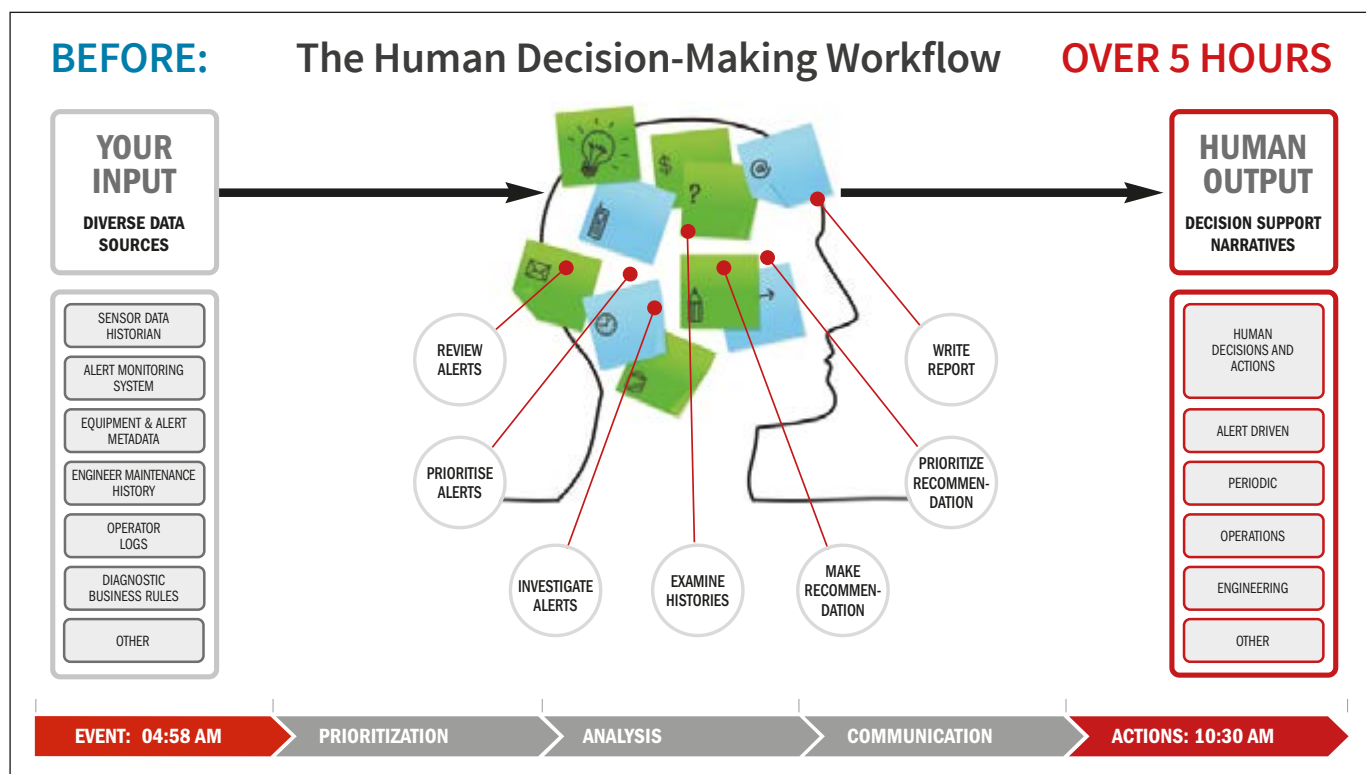 BEFORE: The Human Decision-Making Workflow OVER 5 HOURS
YOUR
INPUT
DIVERSE DATA
SOURCES
SENSOR DATA
HISTORIAN
ALERT MONITORING
SYSTEM
EQUIPMENT & ALERT
METADATA
ENGINEER MAINTENANCE
HISTORY
OPERATOR
LOGS
DIAGNOSTIC
BUSINESS RULES
OTHER
$
?
@
REVIEW
ALERTS
PRIORITISE
ALERTS
INVESTIGATE
ALERTS
EXAMINE
HISTORIES
MAKE
RECOMMEN-
DATION
PRIORITIZE
RECOMMEN-
DATION
WRITE
REPORT
HUMAN
OUTPUT
DECISION SUPPORT
NARRATIVES
HUMAN
DECISIONS AND
ACTIONS
ALERT DRIVEN
PERIODIC
OPERATIONS
ENGINEERING
OTHER
EVENT: 04:58 AM
PRIORITIZATION
ANALYSIS
COMMUNICATION
ACTIONS: 10:30 AM